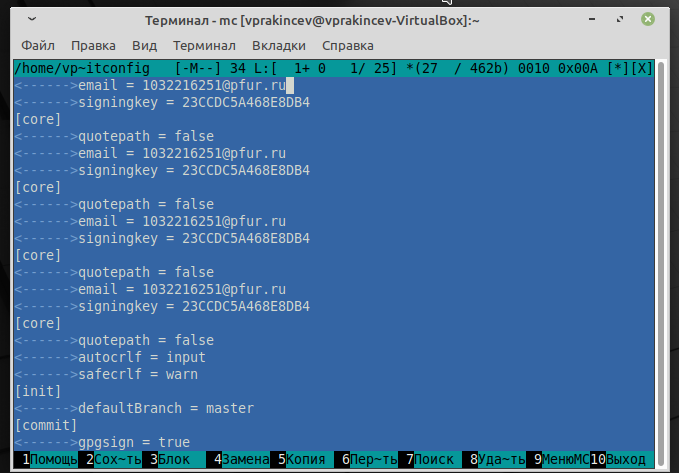 Терминал - mc [vprakincev@vprakincev-VirtualBox]:~
Файл Правка Вид Терминал Вкладки Справка
/home/vp~itconfig [-M--] 34 L:[ 1+ 0 1/ 25] *(27 / 462b) 0010 0x00A [*][X]
<------>email = 1032216251@pfur.ru
<------>signingkey = 23CCDC5A468E8DB4
[core]
<------>quotepath = false
<------>email = 1032216251@pfur.ru
<------>signingkey = 23CCDC5A468E8DB4
[core]
<------>quotepath = false
<------>email = 1032216251@pfur.ru
<------>signingkey = 23CCDC5A468E8DB4
[core]
<------>quotepath = false
<------>email = 1032216251@pfur.ru
<------>signingkey = 23CCDC5A468E8DB4
[core]
<------>quotepath = false
<------>autocrlf = input
<------>safecrlf = warn
[init]
<------>defaultBranch = master
[commit]
<------>gpgsign = true
1Помощь 2Сох~ть 3Блок 4Замена 5Копия 6Пер~ть 7Поиск 8Уда~ть 9МенюMC 10Выход